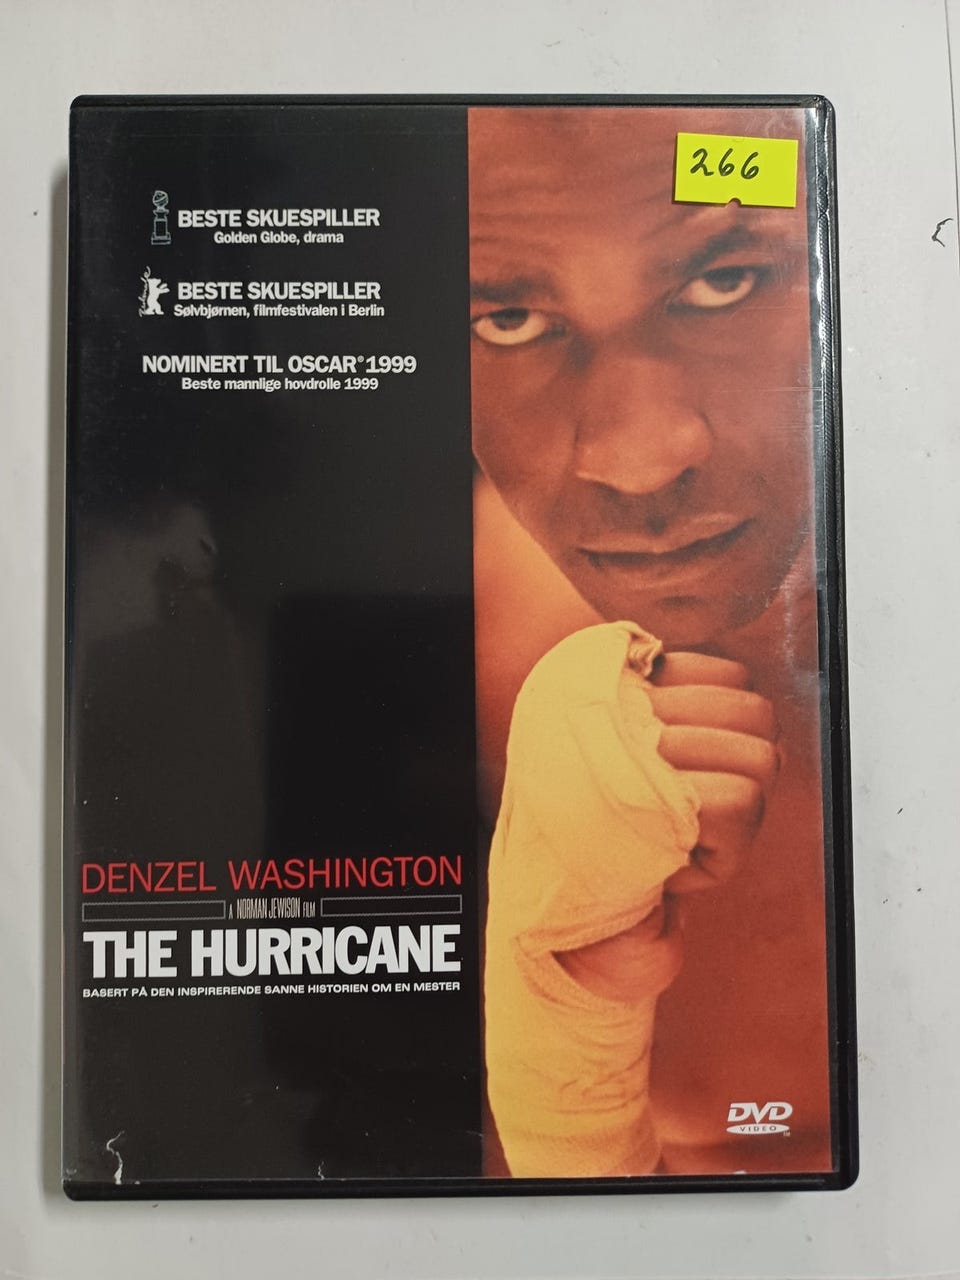 266
BESTE SKUESPILLER
Golden Globe, drama
BESTE SKUESPILLER
Sølvbjørnen, filmfestivalen i Berlin
NOMINERT TIL OSCAR® 1999
Beste mannlige hovdrolle 1999
DENZEL WASHINGTON
A NORMAN JEWISON FILM
THE HURRICANE
BASERT PÅ DEN INSPIRERENDE SANNE HISTORIEN OM EN MESTER
DVD
VIDEO